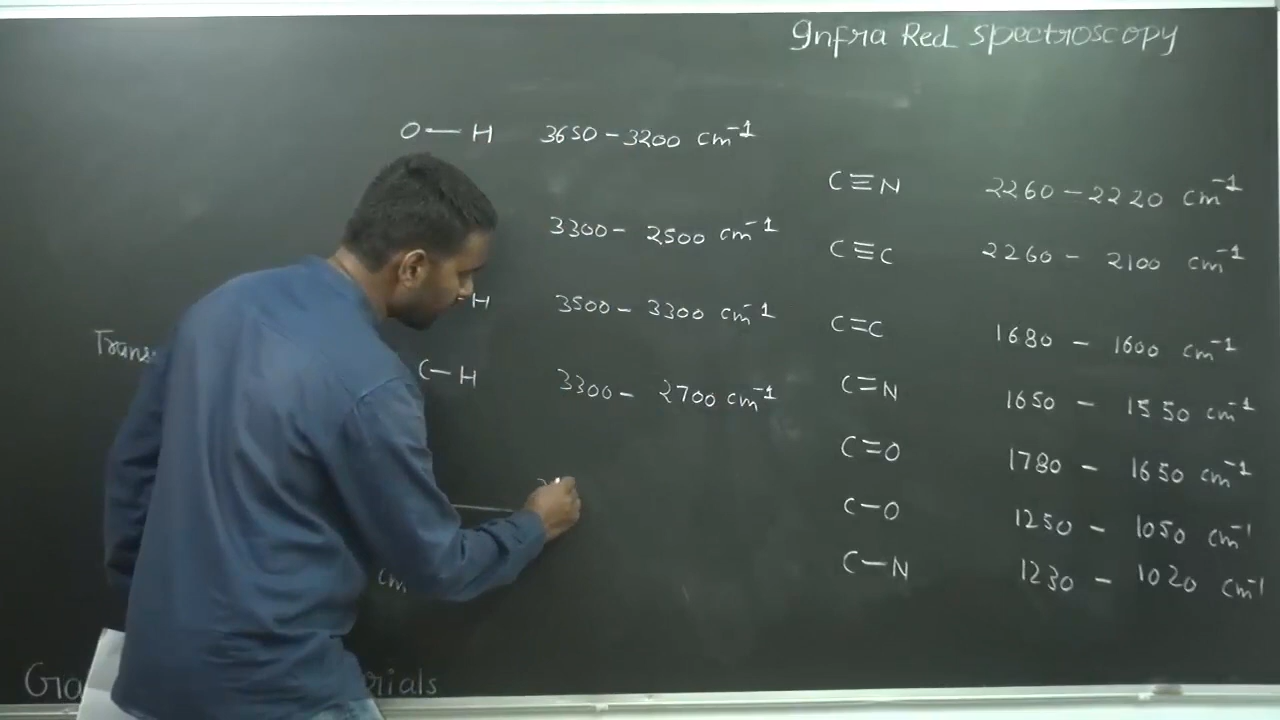 Infra Red Spectroscopy
O—H 3650-3200 cm⁻¹
3300- 2500 cm⁻¹
H 3500- 3300 cm⁻¹
C-H 3300- 2700 cm⁻¹
C≡N 2260-2220 cm⁻¹
C≡C 2260- 2100 cm⁻¹
C=C 1680 - 1600 cm⁻¹
C=N 1650 - 1550 cm⁻¹
C=O 1780 - 1650 cm⁻¹
C-O 1250 - 1050 cm⁻¹
C-N 1230 - 1020 cm⁻¹
Trans
cm